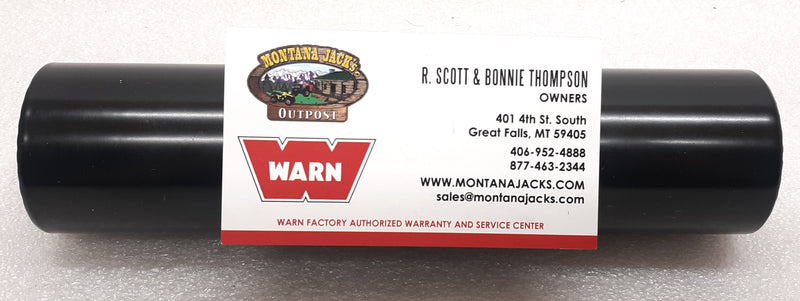 MONTANA JACK'S
OUTPOST
WARN
R. SCOTT & BONNIE THOMPSON
OWNERS
401 4th St. South
Great Falls, MT 59405
406-952-4888
877-463-2344
WWW.MONTANAJACKS.COM
sales@montanajacks.com
WARN FACTORY AUTHORIZED WARRANTY AND SERVICE CENTER